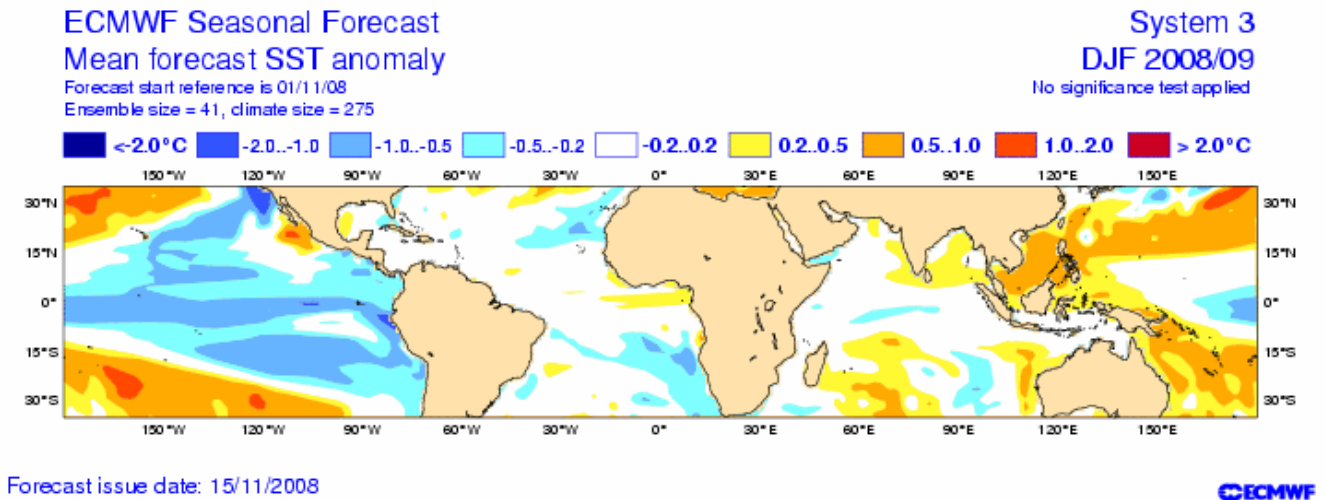 ECMWF Seasonal Forecast
Mean forecast SST anomaly
Forecast start reference is 01/11/08
Ensemble size = 41, climate size = 275
System 3
DJF 2008/09
No significance test applied
<-2.0°C -2.0..-1.0 -1.0..-0.5 -0.5..-0.2 -0.2..0.2 0.2..0.5 0.5..1.0 1.0..2.0 > 2.0°C
150°W 120°W 90°W 60°W 30°W 0° 30°E 60°E 90°E 120°E 150°E
30°N 30°N
15°N 15°N
0° 0°
15°S 15°S
30°S 30°S
150°W 120°W 90°W 60°W 30°W 0° 30°E 60°E 90°E 120°E 150°E
Forecast issue date: 15/11/2008
ECMWF